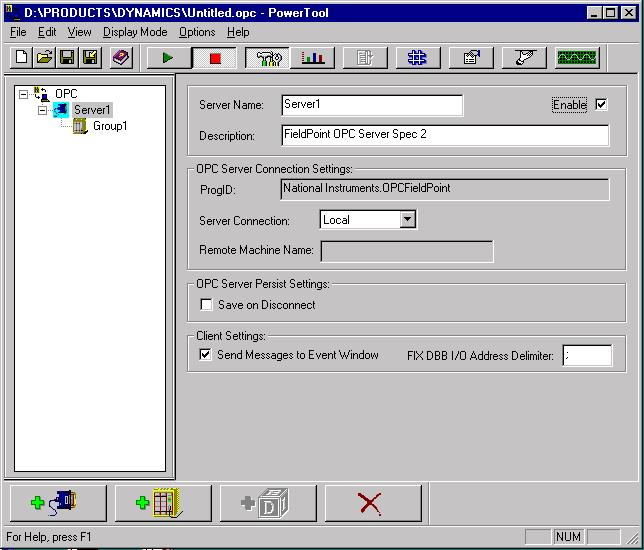 D:\PRODUCTS\DYNAMICS\Untitled.opc - PowerTool
File Edit View Display Mode Options Help
OPC
Server1
Group1
Server Name: Server1 Enable
Description: FieldPoint OPC Server Spec 2
OPC Server Connection Settings:
ProgID: National Instruments.OPCFieldPoint
Server Connection: Local
Remote Machine Name:
OPC Server Persist Settings:
Save on Disconnect
Client Settings:
Send Messages to Event Window FIX DBB I/O Address Delimiter: ;
D
For Help, press F1 NUM